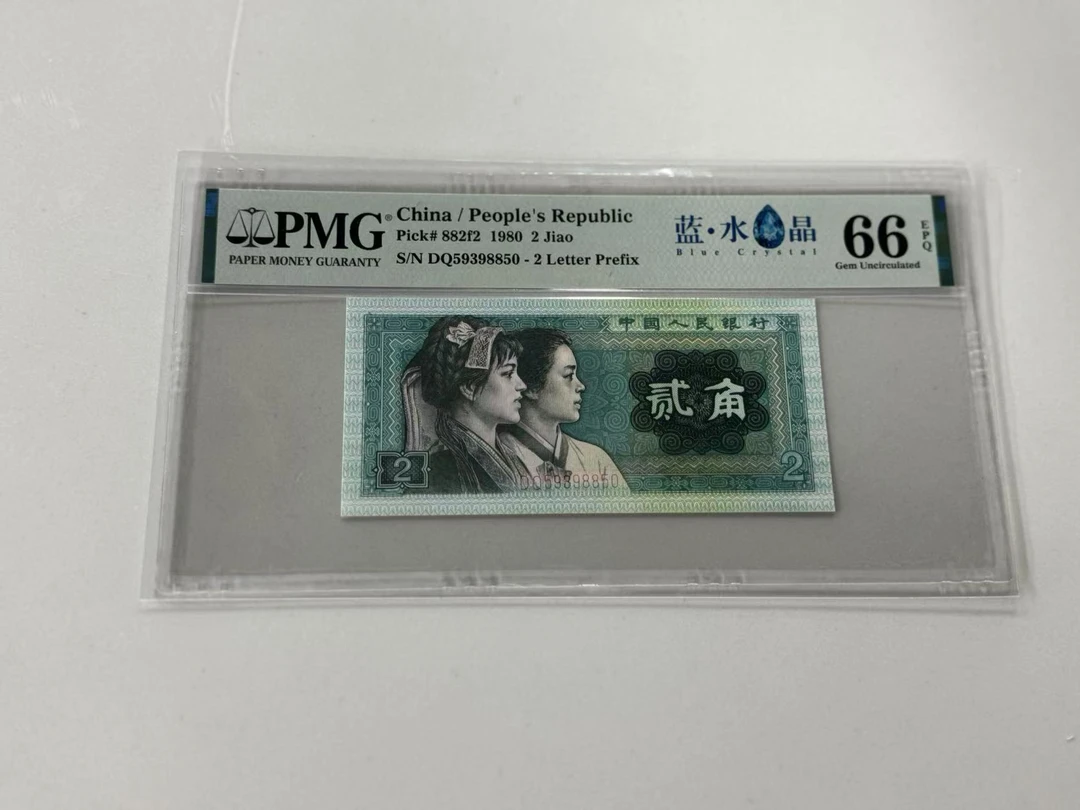 PMG®
PAPER MONEY GUARANTY
China / People's Republic
Pick# 882f2 1980 2 Jiao
S/N DQ59398850 - 2 Letter Prefix
蓝·水晶
Blue Crystal
66
EPQ
Gem Uncirculated
中國人民银行
贰角
2
DQ59398850
2